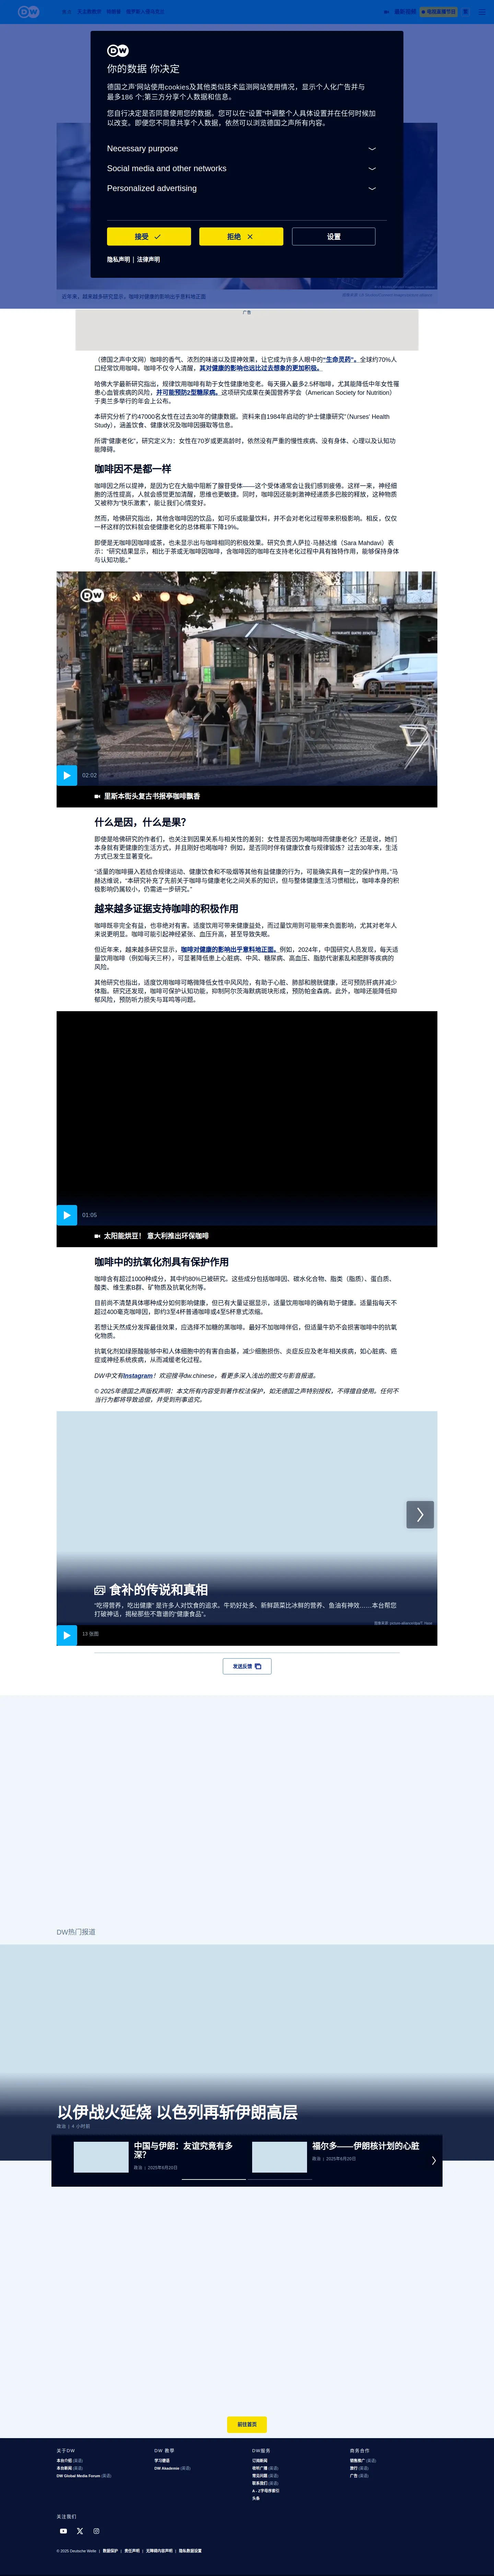 DW
你的数据 你决定
德国之声'网站使用cookies及其他类似技术监测网站使用情况，显示个人化广告并与
最多186 个;第三方分享个人数据和信息。
您自行决定是否同意使用您的数据。您可以在“设置”中调整个人具体设置并在任何时候加
以改变。即便您不同意共享个人数据，依然可以浏览德国之声所有内容。
Necessary purpose
Social media and other networks
Personalized advertising
接受
拒绝
设置
隐私声明 | 法律声明
近年来，越来越多研究显示，咖啡对健康的影响出乎意料地正面
广告
（德国之声中文网）咖啡的香气、浓烈的味道以及提神效果，让它成为许多人眼中的“生命灵药”。全球约70%人
口经常饮用咖啡。咖啡不仅令人清醒，其对健康的影响也远比过去想象的更加积极。
哈佛大学最新研究指出，规律饮用咖啡有助于女性健康地变老。每天摄入最多2.5杯咖啡，尤其能降低中年女性罹
患心血管疾病的风险，并可能预防2型糖尿病。这项研究成果在美国营养学会（American Society for Nutrition）
于奥兰多举行的年会上公布。
本研究分析了约47000名女性在过去30年的健康数据。资料来自1984年启动的“护士健康研究”（Nurses’ Health
Study），涵盖饮食、健康状况及咖啡因摄取等信息。
所谓“健康老化”，研究定义为：女性在70岁或更高龄时，依然没有严重的慢性疾病、没有身体、心理以及认知功
能障碍。
咖啡因不是都一样
咖啡因之所以提神，是因为它在大脑中阻断了腺苷受体——这个受体通常会让我们感到疲倦。这样一来，神经细
胞的活性提高，人就会感觉更加清醒，思维也更敏捷。同时，咖啡因还能刺激神经递质多巴胺的释放，这种物质
又被称为“快乐激素”，能让我们心情变好。
然而，哈佛研究指出，其他含咖啡因的饮品，如可乐或能量饮料，并不会对老化过程带来积极影响。相反，仅仅
一杯这样的饮料就会使健康老化的总体概率下降19%。
即便是无咖啡因咖啡或茶，也未显示出与咖啡相同的积极效果。研究负责人萨拉·马赫达维（Sara Mahdavi）表
示：“研究结果显示，相比于茶或无咖啡因咖啡，含咖啡因的咖啡在支持老化过程中具有独特作用，能够保持身体
与认知功能。”
DW
02:02
里斯本街头复古书报亭咖啡飘香
什么是因，什么是果?
即使是哈佛研究的作者们，也关注到因果关系与相关性的差别：女性是否因为喝咖啡而健康老化？还是说，她们
本身就有更健康的生活方式，并且刚好也喝咖啡？例如，是否同时伴有健康饮食与规律锻炼？过去30年来，生活
方式已发生显著变化。
“适量的咖啡摄入若结合规律运动、健康饮食和不吸烟等其他有益健康的行为，可能确实具有一定的保护作用。”马
赫达维说，“本研究补充了先前关于咖啡与健康老化之间关系的知识，但与整体健康生活习惯相比，咖啡本身的积
极影响仍属较小，仍需进一步研究。”
越来越多证据支持咖啡的积极作用
咖啡既非完全有益，也非绝对有害。适度饮用可带来健康益处，而过量饮用则可能带来负面影响，尤其对老年人
来说更明显。咖啡可能引起神经紧张、血压升高，甚至导致失眠。
但近年来，越来越多研究显示，咖啡对健康的影响出乎意料地正面。例如，2024年，中国研究人员发现，每天适
量饮用咖啡（例如每天三杯），可显著降低患上心脏病、中风、糖尿病、高血压、脂肪代谢紊乱和肥胖等疾病的
风险。
其他研究也指出，适度饮用咖啡可略微降低女性中风风险，有助于心脏、肺部和膀胱健康，还可预防肝病并减少
体脂。研究还发现，咖啡可保护认知功能，抑制阿尔茨海默病斑块形成，预防帕金森病。此外，咖啡还能降低抑
郁风险，预防听力损失与耳鸣等问题。
01:05
太阳能烘豆！ 意大利推出环保咖啡
咖啡中的抗氧化剂具有保护作用
咖啡含有超过1000种成分，其中约80%已被研究。这些成分包括咖啡因、碳水化合物、脂类（脂质）、蛋白质、
酸类、维生素B群、矿物质及抗氧化剂等。
目前尚不清楚具体哪种成分如何影响健康，但已有大量证据显示，适量饮用咖啡的确有助于健康。适量指每天不
超过400毫克咖啡因，即约3至4杯普通咖啡或4至5杯意式浓缩。
若想让天然成分发挥最佳效果，应选择不加糖的黑咖啡。最好不加咖啡伴侣，但适量牛奶不会损害咖啡中的抗氧
化物质。
抗氧化剂如绿原酸能够中和人体细胞中的有害自由基，减少细胞损伤、炎症反应及老年相关疾病，如心脏病、癌
症或神经系统疾病，从而减缓老化过程。
DW中文有Instagram！欢迎搜寻dw.chinese，看更多深入浅出的图文与影音报道。
© 2025年德国之声版权声明：本文所有内容受到著作权法保护，如无德国之声特别授权，不得擅自使用。任何不
当行为都将导致追偿，并受到刑事追究。
食补的传说和真相
“吃得营养，吃出健康” 是许多人对饮食的追求。牛奶好处多、新鲜蔬菜比冰鲜的营养、鱼油有神效……本台帮您
打破神话，揭秘那些不靠谱的“健康食品”。
13 张图
发送反馈
DW热门报道
以伊战火延烧 以色列再斩伊朗高层
政治 | 9 小时前
中国与伊朗：友谊究竟有多
深？
政治 | 2025年6月20日
福尔多——伊朗核计划的心脏
政治 | 2025年6月20日
前往首页
关于DW
本台介绍 (英语)
本台新闻 (英语)
DW Global Media Forum (英语)
DW 教学
学习德语
DW Akademie (英语)
DW服务
订阅新闻
收听广播 (英语)
常见问题 (英语)
联系我们 (英语)
A - Z字母序索引
头条
商务合作
销售推广 (英语)
旅行 (英语)
广告 (英语)
关注我们
© 2025 Deutsche Welle | 数据保护 | 责任声明 | 无障碍内容声明 | 隐私数据设置